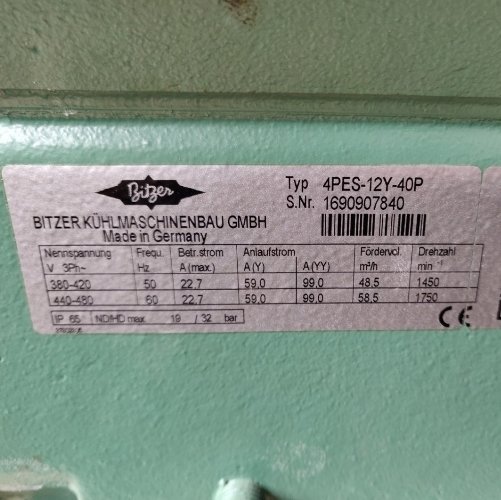 Bitzer
Typ 4PES-12Y-40P
S.Nr. 1690907840
BITZER KÜHLMASCHINENBAU GMBH
Made in Germany
Nennspannung Frequ. Betr.strom Anlaufstrom Fördervol. Drehzahl
V 3Ph~ Hz A (max.) A (Y) A (YY) m³/h min⁻¹
380-420 50 22.7 59.0 99.0 48.5 1450
440-480 60 22.7 59.0 99.0 58.5 1750
IP 65 ND/HD max. 19 / 32 bar
CE